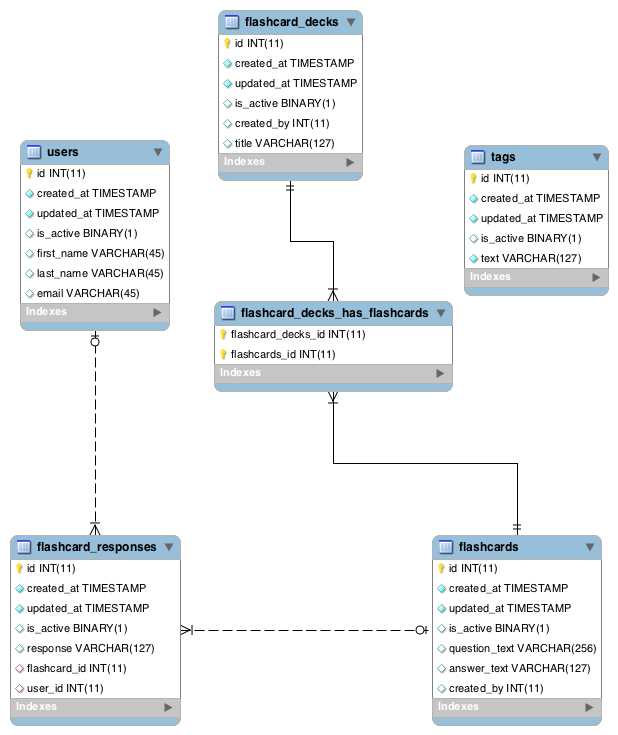 flashcard_decks
id INT(11)
created_at TIMESTAMP
updated_at TIMESTAMP
is_active BINARY(1)
created_by INT(11)
title VARCHAR(127)
Indexes
users
id INT(11)
created_at TIMESTAMP
updated_at TIMESTAMP
is_active BINARY(1)
first_name VARCHAR(45)
last_name VARCHAR(45)
email VARCHAR(45)
Indexes
tags
id INT(11)
created_at TIMESTAMP
updated_at TIMESTAMP
is_active BINARY(1)
text VARCHAR(127)
Indexes
flashcard_decks_has_flashcards
flashcard_decks_id INT(11)
flashcards_id INT(11)
Indexes
flashcard_responses
id INT(11)
created_at TIMESTAMP
updated_at TIMESTAMP
is_active BINARY(1)
response VARCHAR(127)
flashcard_id INT(11)
user_id INT(11)
Indexes
flashcards
id INT(11)
created_at TIMESTAMP
updated_at TIMESTAMP
is_active BINARY(1)
question_text VARCHAR(256)
answer_text VARCHAR(127)
created_by INT(11)
Indexes